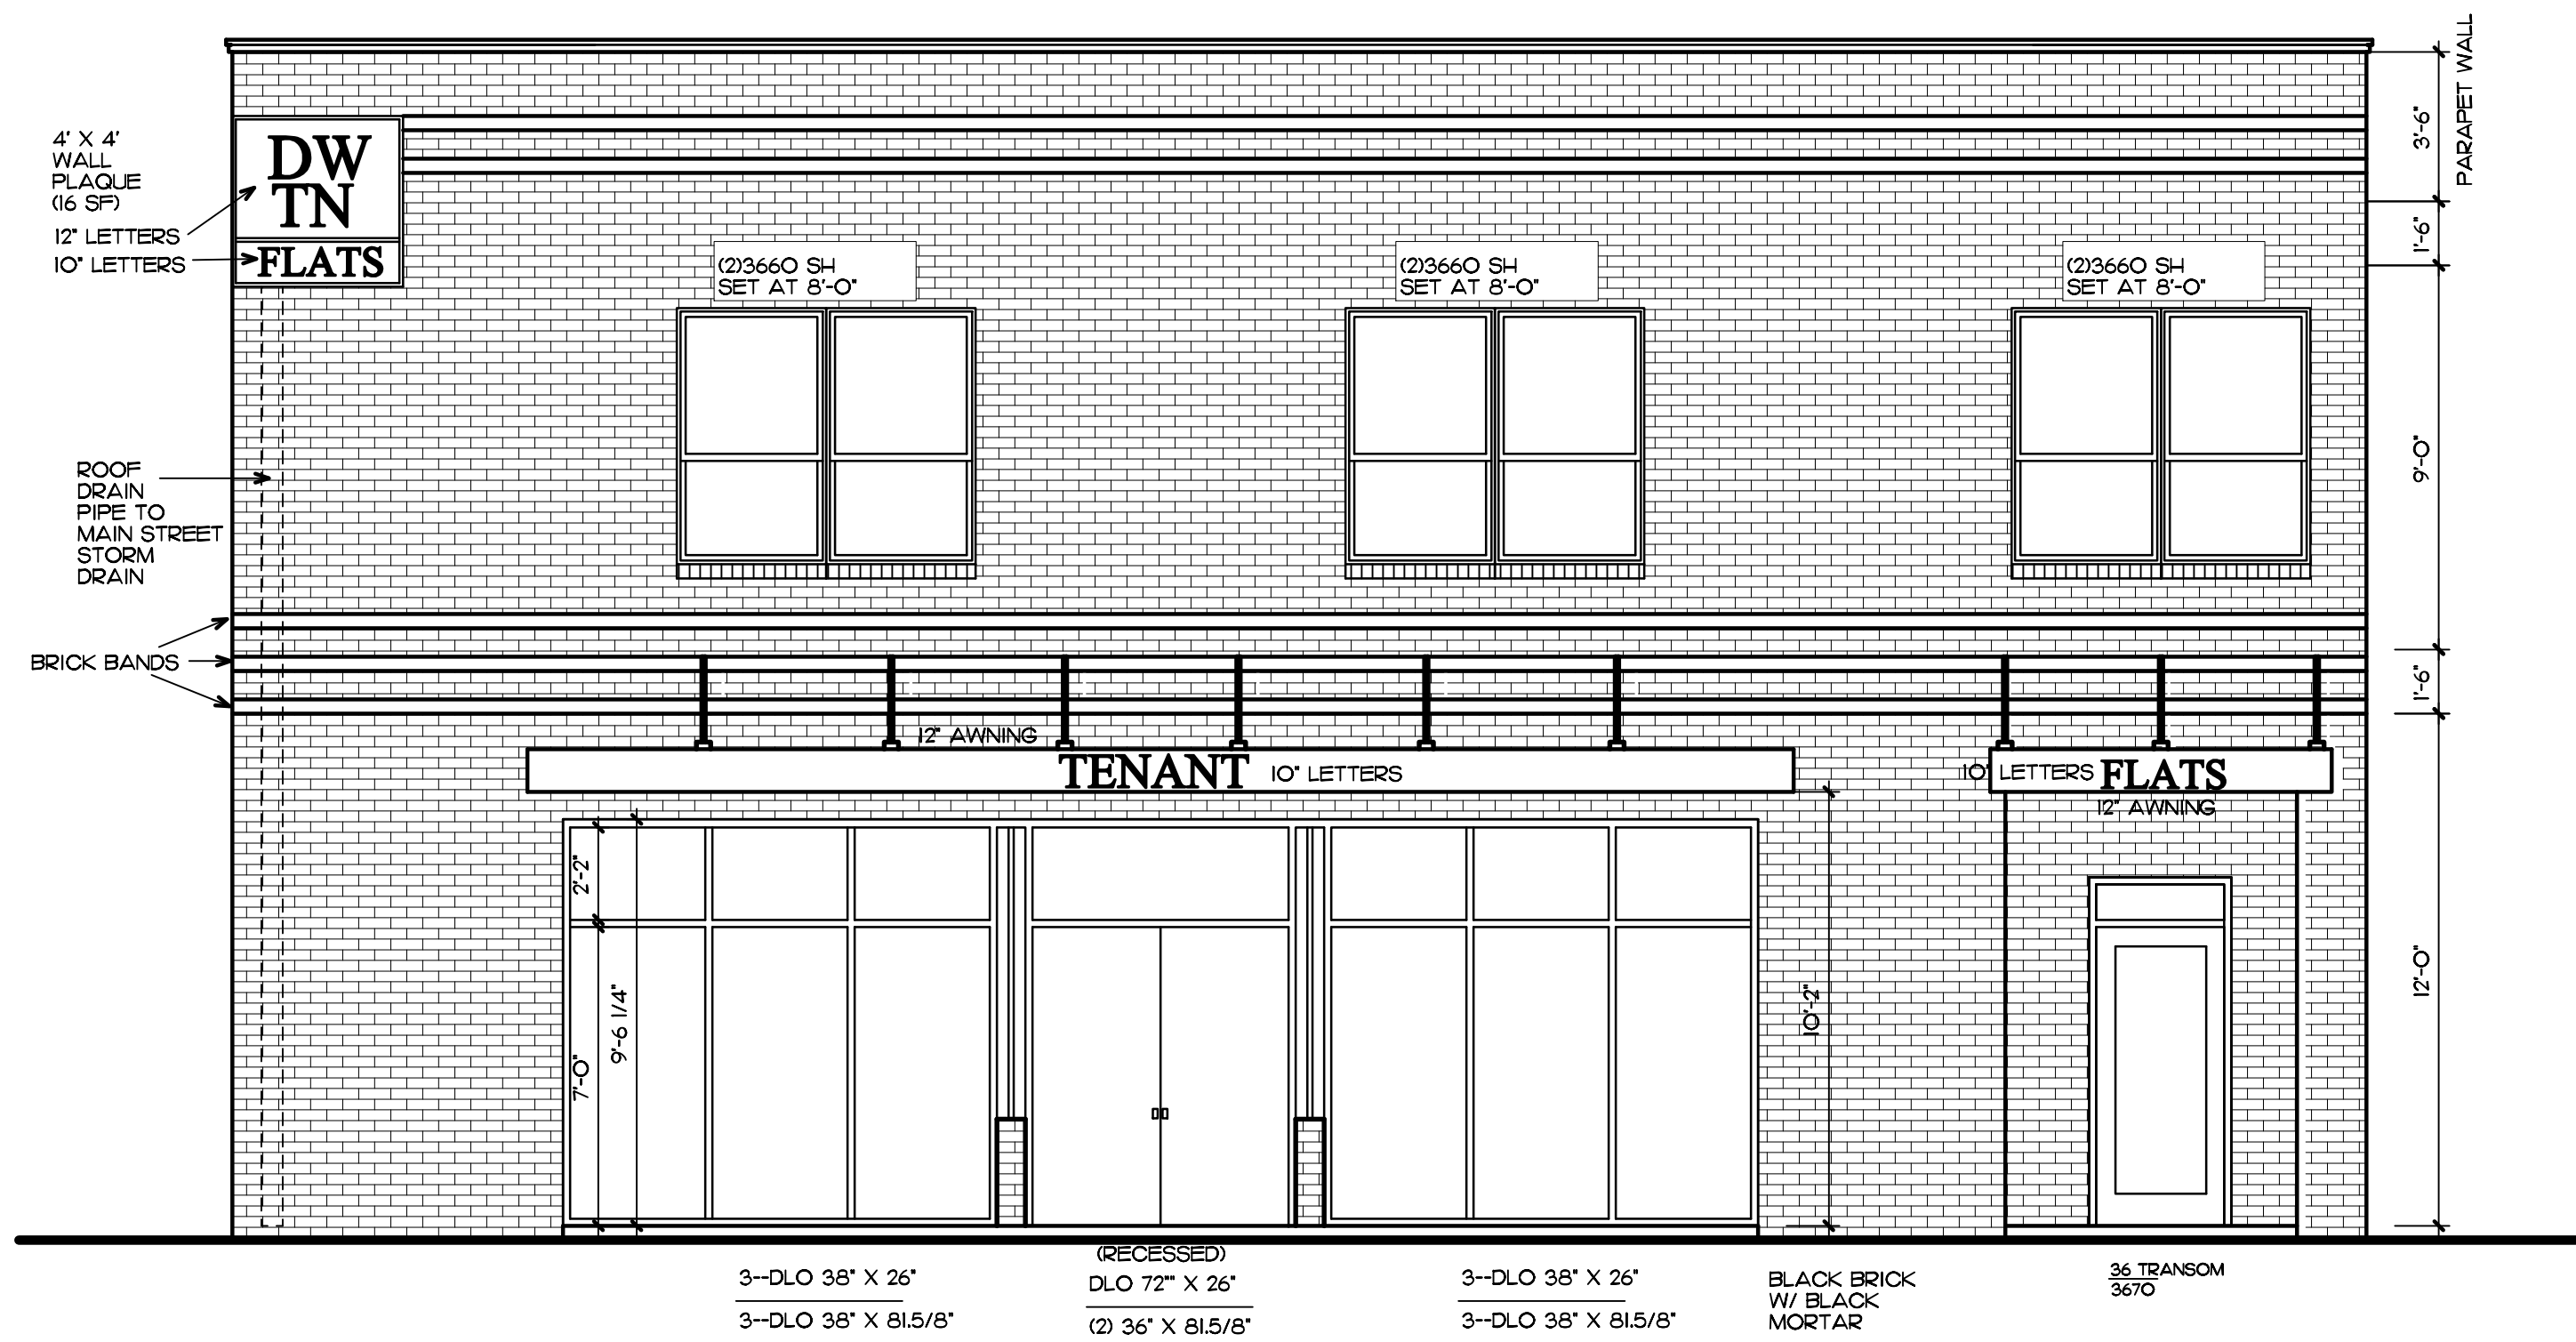 PARAPET WALL
3'-6"
4' X 4'
WALL
PLAQUE
(16 SF)
12" LETTERS
10" LETTERS
DW
TN
FLATS
1'-6"
(2)3660 SH
SET AT 8'-0"
(2)3660 SH
SET AT 8'-0"
(2)3660 SH
SET AT 8'-0"
9'-0"
ROOF
DRAIN
PIPE TO
MAIN STREET
STORM
DRAIN
BRICK BANDS
1'-6"
12" AWNING
TENANT 10" LETTERS
10" LETTERS FLATS
12" AWNING
2'-2"
9'-6 1/4"
7'-0"
10'-2"
12'-0"
(RECESSED)
3--DLO 38" X 26"
3--DLO 38" X 81.5/8"
DLO 72"" X 26"
(2) 36" X 81.5/8"
3--DLO 38" X 26"
3--DLO 38" X 81.5/8"
BLACK BRICK
W/ BLACK
MORTAR
36 TRANSOM
3670